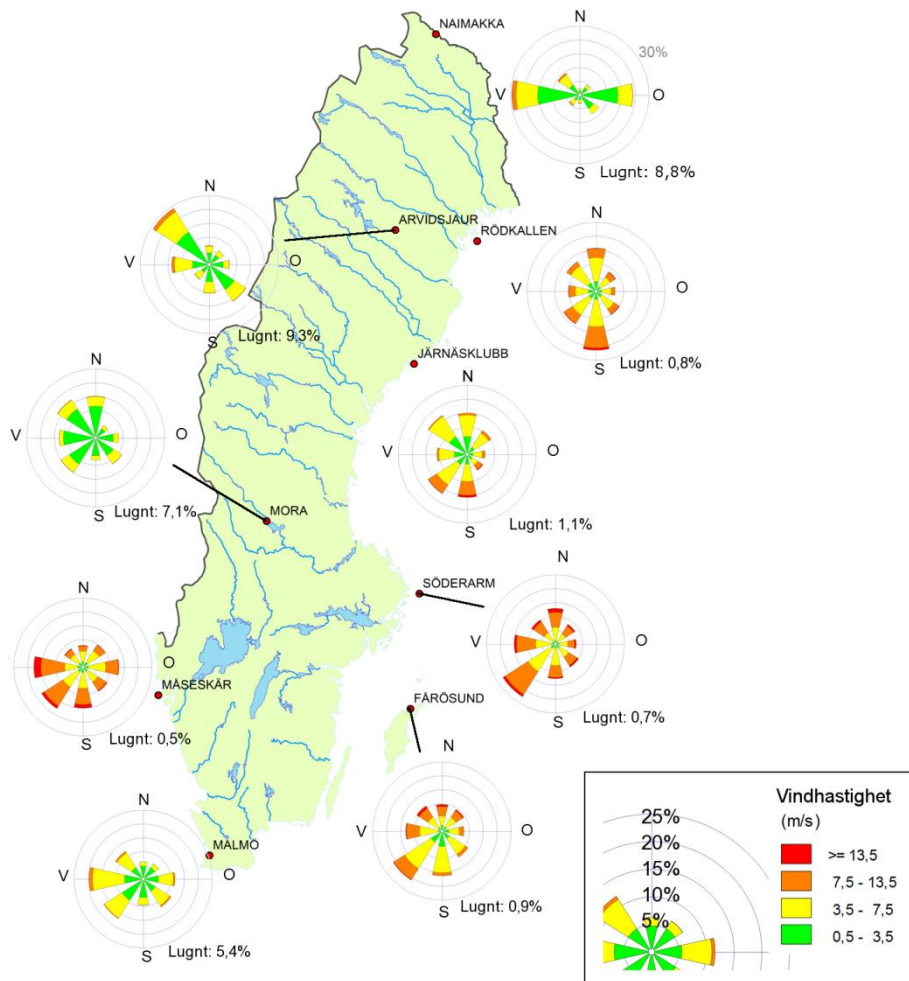 NAIMAKKA
N
30%
V
O
S
Lugnt: 8,8%
ARVIDSJAUR
N
V
O
S
Lugnt: 9,3%
RÖDKALLEN
N
V
O
S
Lugnt: 0,8%
JÄRNÄSKLUBB
N
V
O
S
Lugnt: 1,1%
N
V
O
S
Lugnt: 7,1%
MORA
SÖDERARM
N
V
O
S
Lugnt: 0,7%
N
O
MÅSESKÄR
S
Lugnt: 0,5%
FÅRÖSUND
N
V
O
S
Lugnt: 0,9%
N
V
MALMÖ
O
S
Lugnt: 5,4%
25%
20%
15%
10%
5%
Vindhastighet
(m/s)
>= 13,5
7,5 - 13,5
3,5 - 7,5
0,5 - 3,5